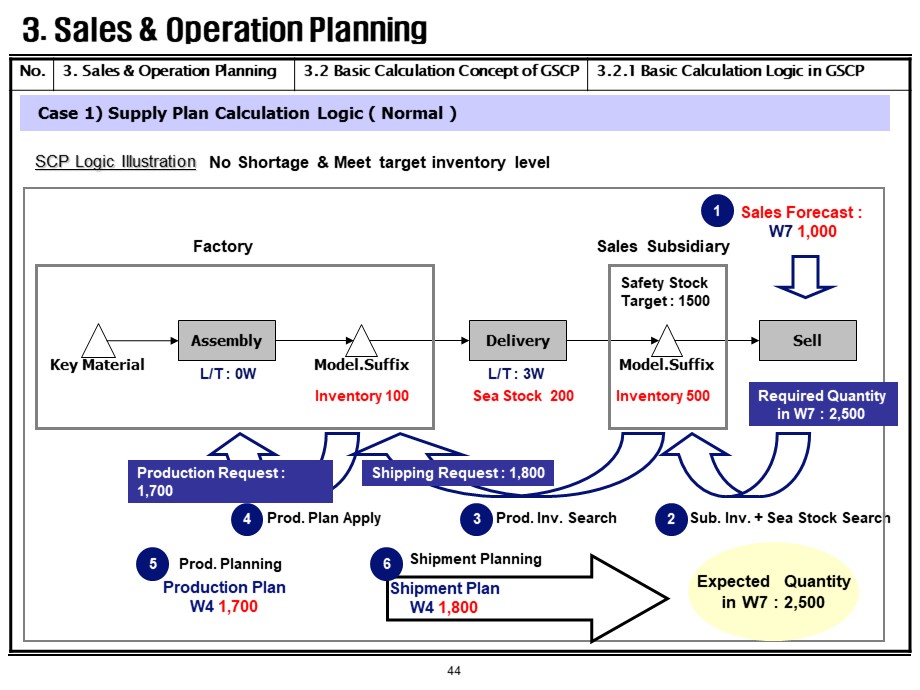 3. Sales & Operation Planning
No. 3. Sales & Operation Planning 3.2 Basic Calculation Concept of GSCP 3.2.1 Basic Calculation Logic in GSCP
Case 1) Supply Plan Calculation Logic ( Normal )
SCP Logic Illustration No Shortage & Meet target inventory level
1 Sales Forecast :
W7 1,000
Factory
Sales Subsidiary
Safety Stock
Target : 1500
Key Material
Assembly
L/T : 0W
Model.Suffix
Inventory 100
Delivery
L/T : 3W
Sea Stock 200
Model.Suffix
Inventory 500
Sell
Required Quantity
in W7 : 2,500
Production Request :
1,700
Shipping Request : 1,800
4 Prod. Plan Apply
3 Prod. Inv. Search
2 Sub. Inv. + Sea Stock Search
5 Prod. Planning
Production Plan
W4 1,700
6 Shipment Planning
Shipment Plan
W4 1,800
Expected Quantity
in W7 : 2,500
44